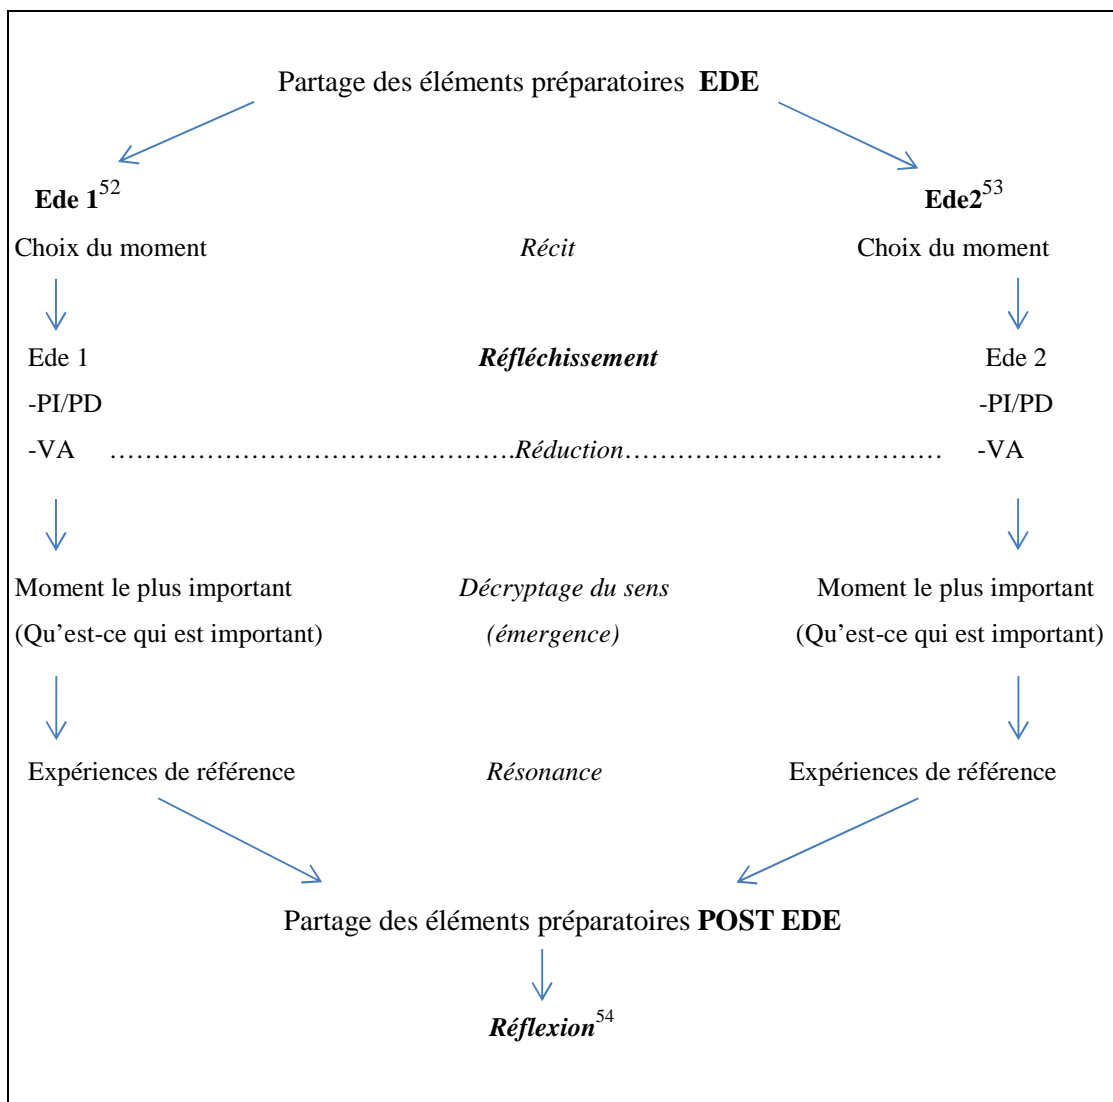 Partage des éléments préparatoires EDE
Ede 1⁵² Ede2⁵³
Choix du moment Récit Choix du moment
Ede 1 Réfléchissement Ede 2
-PI/PD -PI/PD
-VA ……………………………………….Réduction……………………………… -VA
Moment le plus important Décryptage du sens Moment le plus important
(Qu’est-ce qui est important) (émergence) (Qu’est-ce qui est important)
Expériences de référence Résonance Expériences de référence
Partage des éléments préparatoires POST EDE
Réflexion⁵⁴